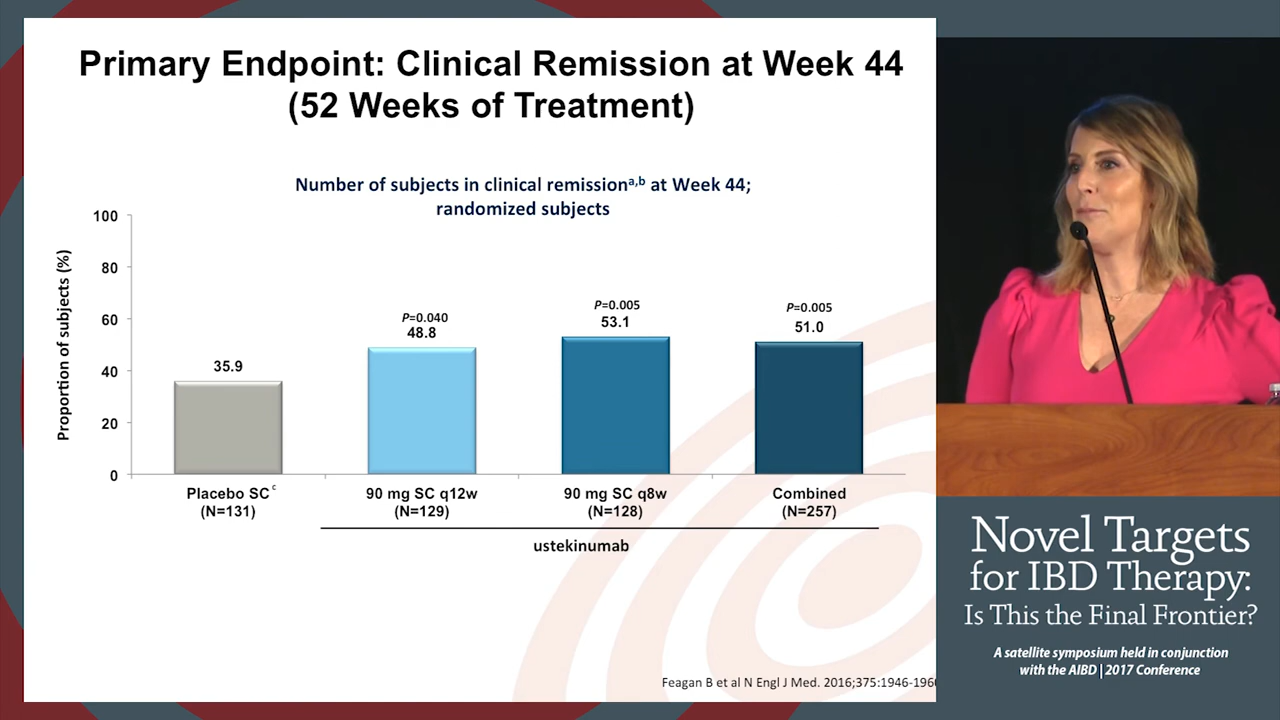 Primary Endpoint: Clinical Remission at Week 44
(52 Weeks of Treatment)
Number of subjects in clinical remissionᵃ,ᵇ at Week 44;
randomized subjects
Proportion of subjects (%)
100
80
60
40
20
0
35.9
P=0.040
48.8
P=0.005
53.1
P=0.005
51.0
Placebo SC ᶜ
(N=131)
90 mg SC q12w
(N=129)
90 mg SC q8w
(N=128)
Combined
(N=257)
ustekinumab
Feagan B et al N Engl J Med. 2016;375:1946-196
Novel Targets
for IBD Therapy:
Is This the Final Frontier?
A satellite symposium held in conjunction
with the AIBD | 2017 Conference